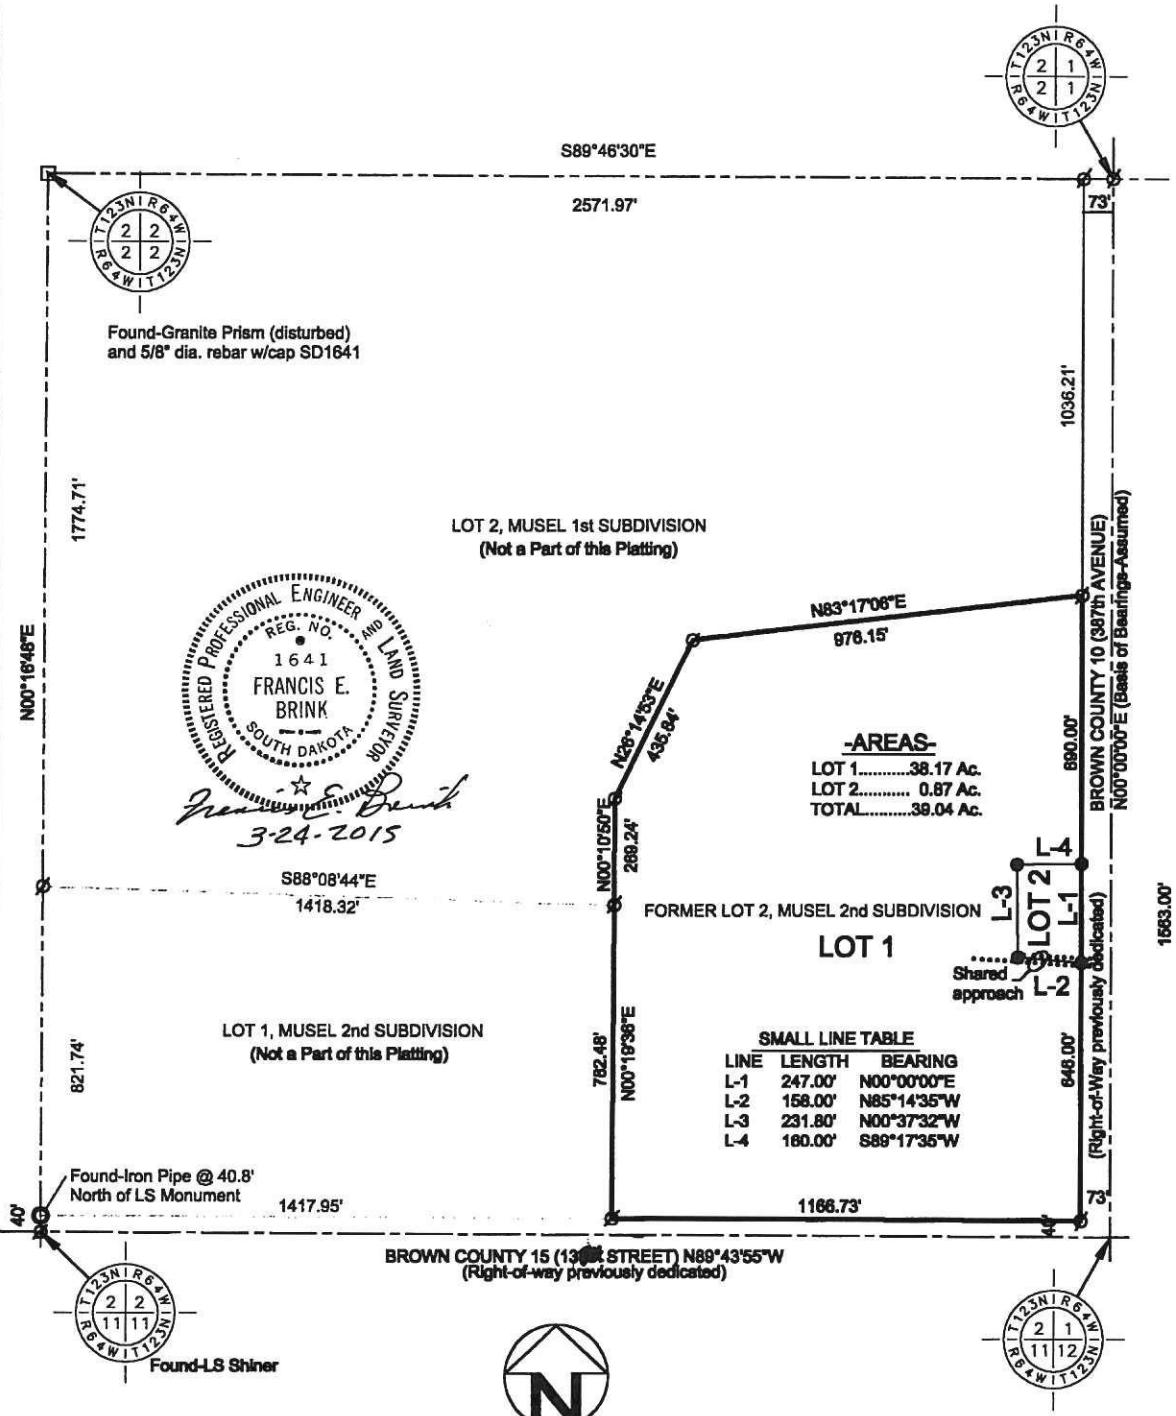 T123N R64W
2 1
2 1
R64W T123N
S89°46'30"E
2571.97'
73'
T123N R64W
2 2
2 2
R64W T123N
Found-Granite Prism (disturbed)
and 5/8" dia. rebar w/cap SD1641
1036.21'
1774.71'
LOT 2, MUSEL 1st SUBDIVISION
(Not a Part of this Platting)
BROWN COUNTY 10 (387th AVENUE)
N00°00'00"E (Basis of Bearings-Assumed)
N00°16'48"E
REGISTERED PROFESSIONAL ENGINEER AND LAND SURVEYOR
REG. NO.
1641
FRANCIS E.
BRINK
SOUTH DAKOTA
Francis E. Brink
3-24-2015
N83°17'06"E
976.15'
N26°14'53"E
435.64'
-AREAS-
LOT 1...........38.17 Ac.
LOT 2........... 0.87 Ac.
TOTAL..........39.04 Ac.
690.00'
N00°10'50"E
269.24'
S88°08'44"E
1418.32'
FORMER LOT 2, MUSEL 2nd SUBDIVISION
LOT 1
L-4
L-3
LOT 2
L-1
L-2
Shared
approach
1563.00'
(Right-of-Way previously dedicated)
LOT 1, MUSEL 2nd SUBDIVISION
(Not a Part of this Platting)
821.74'
782.48'
N00°19'36"E
646.00'
SMALL LINE TABLE
LINE LENGTH BEARING
L-1 247.00' N00°00'00"E
L-2 158.00' N85°14'35"W
L-3 231.80' N00°37'32"W
L-4 160.00' S89°17'35"W
Found-Iron Pipe @ 40.8'
North of LS Monument
40'
1417.95'
1166.73'
73'
BROWN COUNTY 15 ( STREET) N89°43'55"W
(Right-of-way previously dedicated)
T123N R64W
2 2
11 11
R64W T123N
Found-LS Shiner
N
T123N R64W
2 1
11 12
R64W T123N